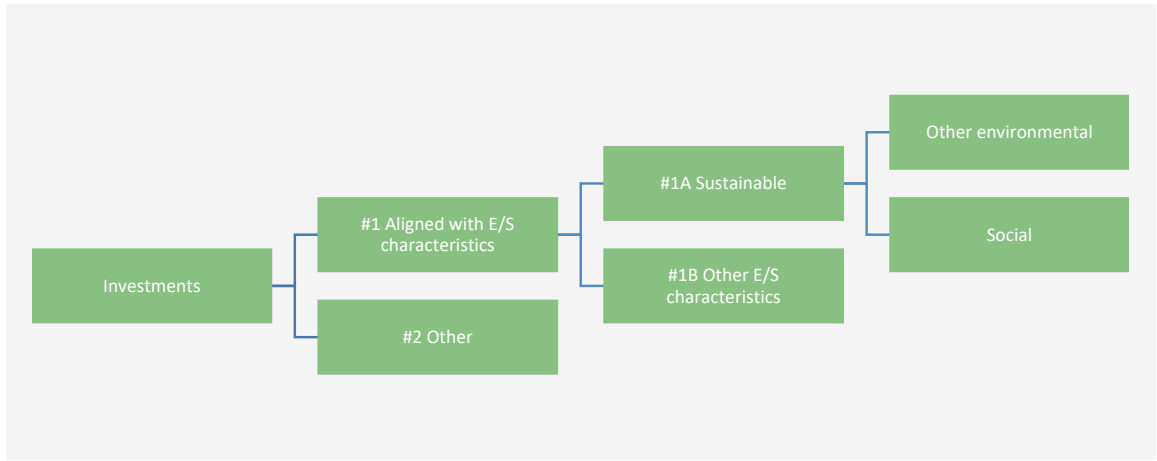 Investments
#1 Aligned with E/S
characteristics
#2 Other
#1A Sustainable
#1B Other E/S
characteristics
Other environmental
Social